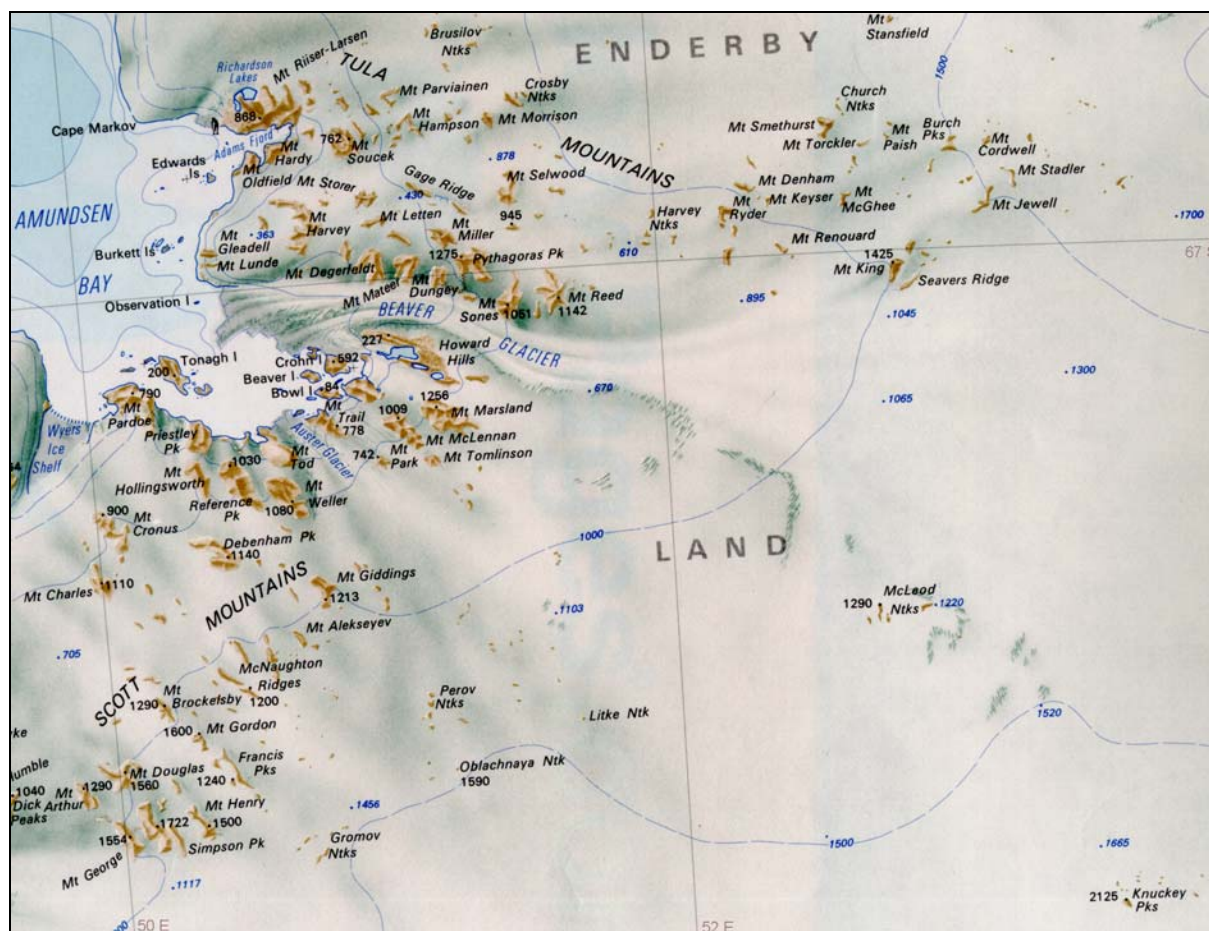 Mt
Stansfield
ENDERBY
Brusilov
Ntks
Mt Riiser-Larsen
TULA
Richardson
Lakes
1500
Mt Parviainen
Crosby
Ntks
Church
Ntks
868
Cape Markov
Mt
Hampson
Mt Morrison
Mt Smethurst
Burch
Pks
762
Adams Fjord
Mt
Hardy
Mt
Soucek
878
MOUNTAINS
Mt Torckler
Mt
Paish
Mt
Cordwell
Edwards
Is
Mt
Oldfield
Mt Storer
Gage Ridge
Mt Selwood
Mt Denham
Mt Stadler
430
AMUNDSEN
Mt Letten
945
Harvey
Ntks
Mt
Ryder
Mt Keyser
Mt
McGhee
Mt Jewell
1700
Mt
Gleadell
363
Mt
Harvey
Mt
Miller
Burkett Is
610
Mt Renouard
67 S
Mt Lunde
Mt Degerfeldt
1275
Pythagoras Pk
1425
Mt King
Seavers Ridge
BAY
Mt Mateer
Mt
Dungey
Mt Reed
Observation I
BEAVER
Mt
Sones
1051
1142
895
1045
227
Howard
Hills
GLACIER
Tonagh I
200
Crohn I
592
Beaver I
1300
790
Bowl I
84
670
1065
Mt
Pardoe
Mt
Trail
1256
1009
Mt Marsland
Wyers
Ice
Shelf
Priestley
Pk
778
Mt McLennan
Auster Glacier
Mt
Tod
742
Mt
Park
Mt Tomlinson
1030
Mt
Hollingsworth
Mt
Weller
Reference
Pk
1080
900
Mt
Cronus
1000
LAND
Debenham Pk
1140
Mt Charles
1110
Mt Giddings
1213
MOUNTAINS
1103
1290
McLeod
Ntks
1220
Mt Alekseyev
705
McNaughton
Ridges
SCOTT
1290
Mt
Brockelsby
1200
Perov
Ntks
Litke Ntk
1520
1600
Mt Gordon
Francis
Pks
Mt Douglas
Oblachnaya Ntk
1590
1040
Mt
Arthur
1290
1560
1240
Dick
Peaks
Mt Henry
1456
1554
1722
1500
Simpson Pk
Gromov
Ntks
1500
1665
Mt George
1117
2125
Knuckey
Pks
50 E
52 E